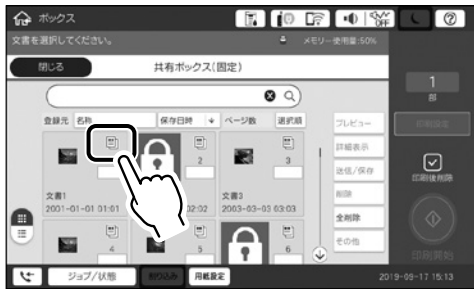 ボックス
OFF
文書を選択してください。
メモリー使用量:50%
閉じる
共有ボックス(固定)
1
部
登録元
名称
保存日時
ページ数
選択順
プレビュー
印刷設定
詳細表示
2
3
送信/保存
印刷後削除
削除
文書1
文書3
2001-01-01 01:01
02:02
2003-03-03 03:03
全削除
その他
4
5
6
印刷開始
ジョブ/状態
割り込み
用紙設定
2019-09-17 15:13